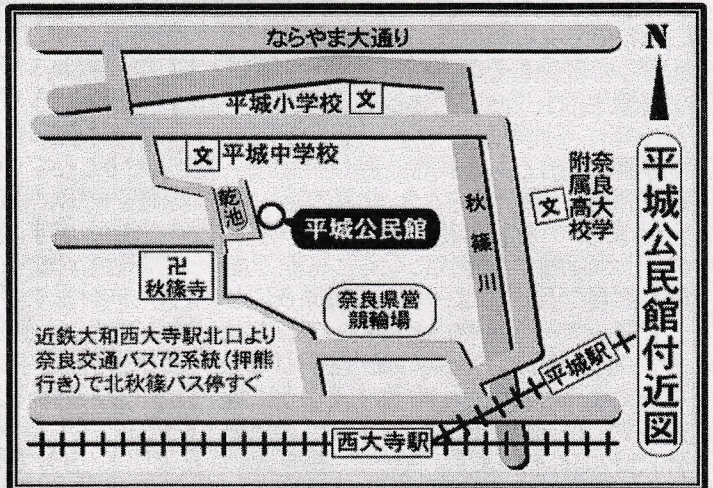 ならやま大通り
N
平城小学校 文
文 平城中学校
奈良大学
附属高校
文
平城公民館付近図
乾池
平城公民館
秋篠川
卍
秋篠寺
奈良県営
競輪場
近鉄大和西大寺駅北口より
奈良交通バス72系統(押熊
行き)で北秋篠バス停すぐ
平城駅
西大寺駅